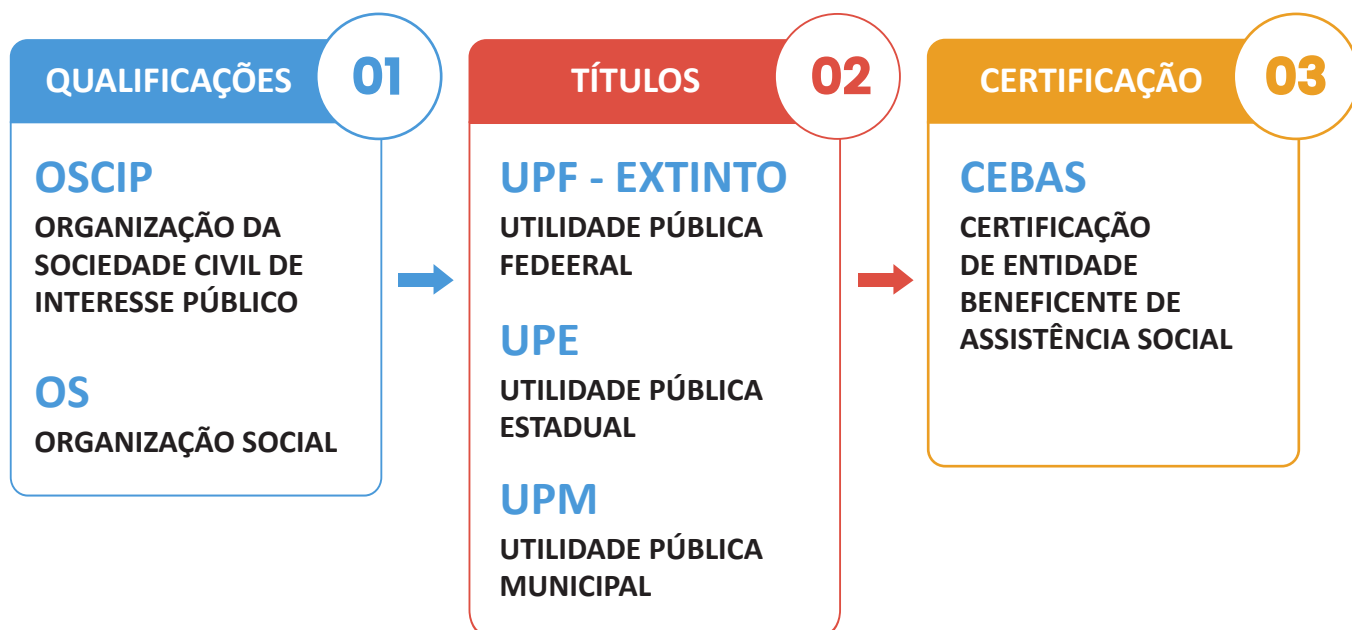 QUALIFICAÇÕES
01
OSCIP
ORGANIZAÇÃO DA
SOCIEDADE CIVIL DE
INTERESSE PÚBLICO
OS
ORGANIZAÇÃO SOCIAL
TÍTULOS
02
UPF - EXTINTO
UTILIDADE PÚBLICA
FEDEERAL
UPE
UTILIDADE PÚBLICA
ESTADUAL
UPM
UTILIDADE PÚBLICA
MUNICIPAL
CERTIFICAÇÃO
03
CEBAS
CERTIFICAÇÃO
DE ENTIDADE
BENEFICENTE DE
ASSISTÊNCIA SOCIAL